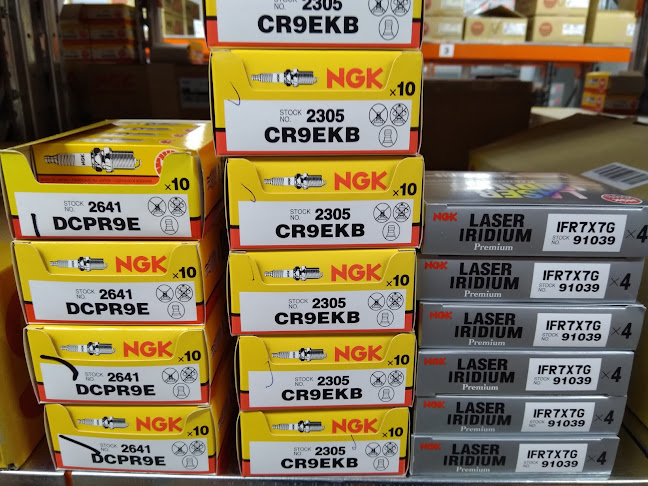 NGK
×10
STOCK NO. 2641
DCPR9E
NGK
×10
STOCK NO. 2641
DCPR9E
NGK
×10
STOCK NO. 2641
DCPR9E
NGK
×10
STOCK NO. 2641
DCPR9E
2305
CR9EKB
NGK
×10
STOCK NO. 2305
CR9EKB
NGK
×10
STOCK NO. 2305
CR9EKB
NGK
×10
STOCK NO. 2305
CR9EKB
NGK
×10
STOCK NO. 2305
CR9EKB
NGK
×10
STOCK NO. 2305
CR9EKB
NGK LASER IRIDIUM Premium
IFR7X7G
STOCK NO. 91039
×4
NGK LASER IRIDIUM Premium
IFR7X7G
STOCK NO. 91039
×4
NGK LASER IRIDIUM Premium
IFR7X7G
STOCK NO. 91039
×4
NGK LASER IRIDIUM Premium
IFR7X7G
STOCK NO. 91039
×4
NGK LASER IRIDIUM Premium
IFR7X7G
STOCK NO. 91039
×4
NGK LASER IRIDIUM Premium
IFR7X7G
STOCK NO. 91039
×4
3